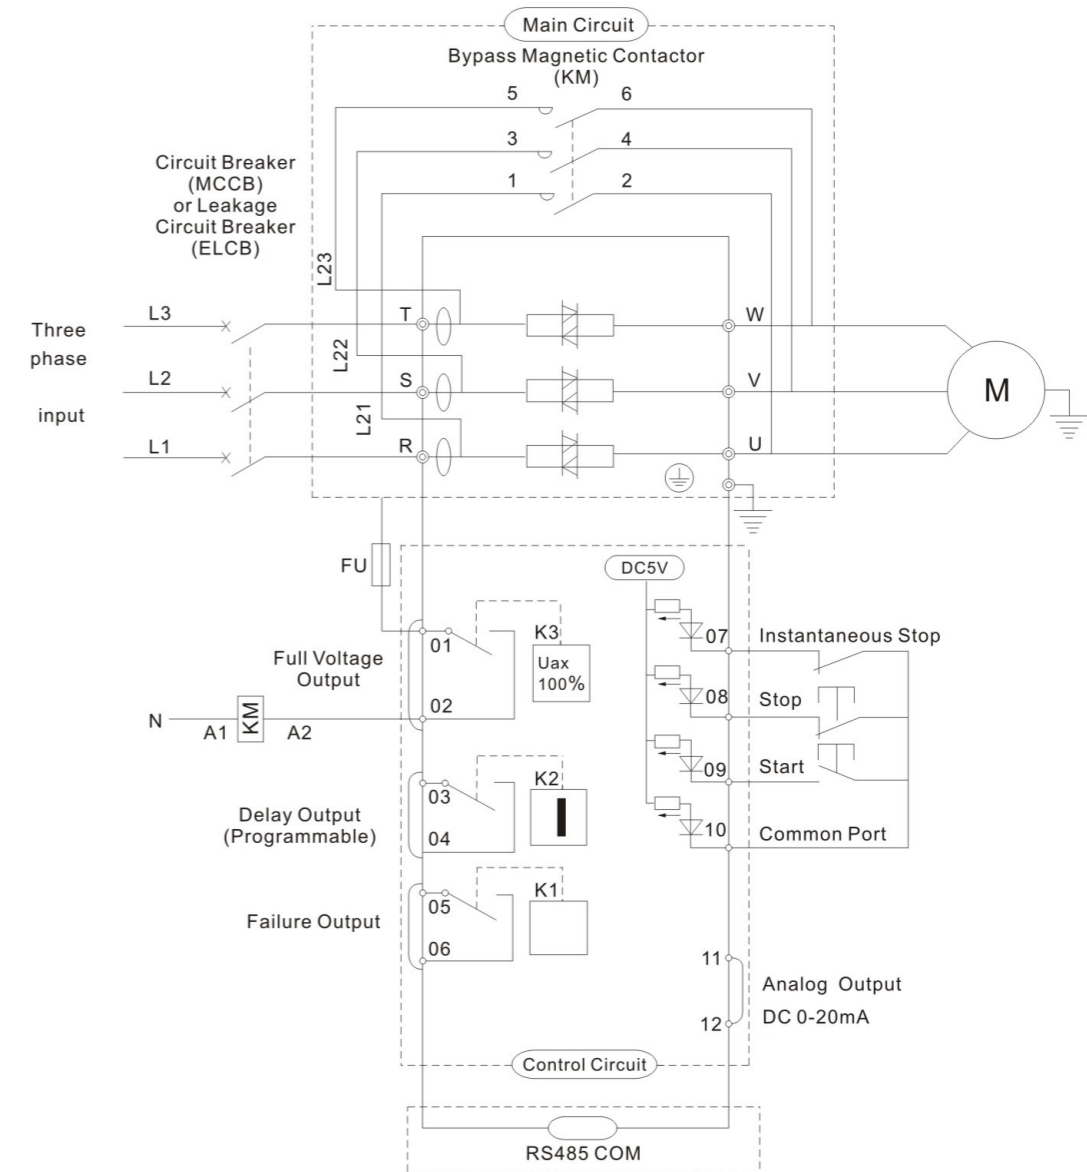 Main Circuit
Bypass Magnetic Contactor
(KM)
5 6
3 4
1 2
Circuit Breaker
(MCCB)
or Leakage
Circuit Breaker
(ELCB)
L23
L22
L21
Three
phase
input
L3
L2
L1
T
S
R
W
V
U
M
FU
DC5V
Full Voltage
Output
01
02
K3
Uax
100%
N
A1
KM
A2
Delay Output
(Programmable)
03
04
K2
Failure Output
05
06
K1
07 Instantaneous Stop
08 Stop
09 Start
10 Common Port
11
12
Analog Output
DC 0-20mA
Control Circuit
RS485 COM